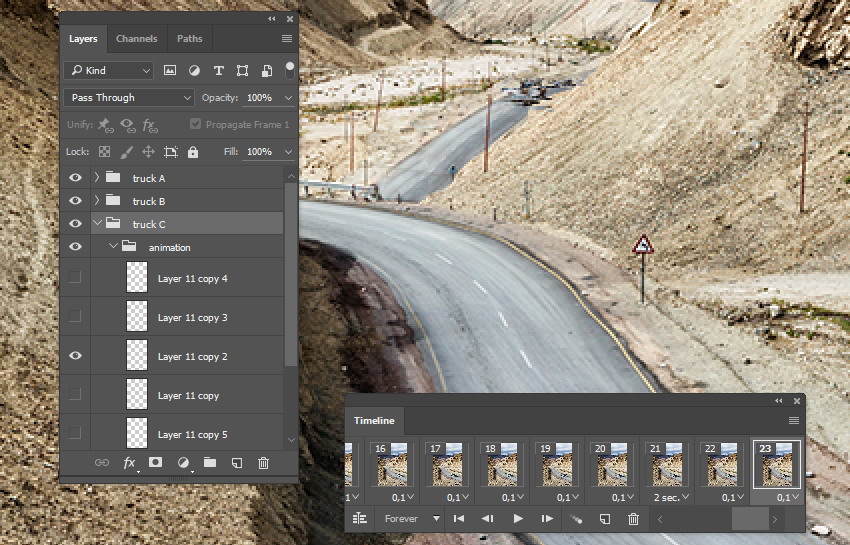 Layers Channels Paths
Kind
Pass Through Opacity: 100%
Unify: Propagate Frame 1
Lock: Fill: 100%
truck A
truck B
truck C
animation
Layer 11 copy 4
Layer 11 copy 3
Layer 11 copy 2
Layer 11 copy
Layer 11 copy 5
fx
Timeline
16 17 18 19 20 21 22 23
1 0,1 0,1 0,1 0,1 0,1 2 sec. 0,1 0,1
Forever